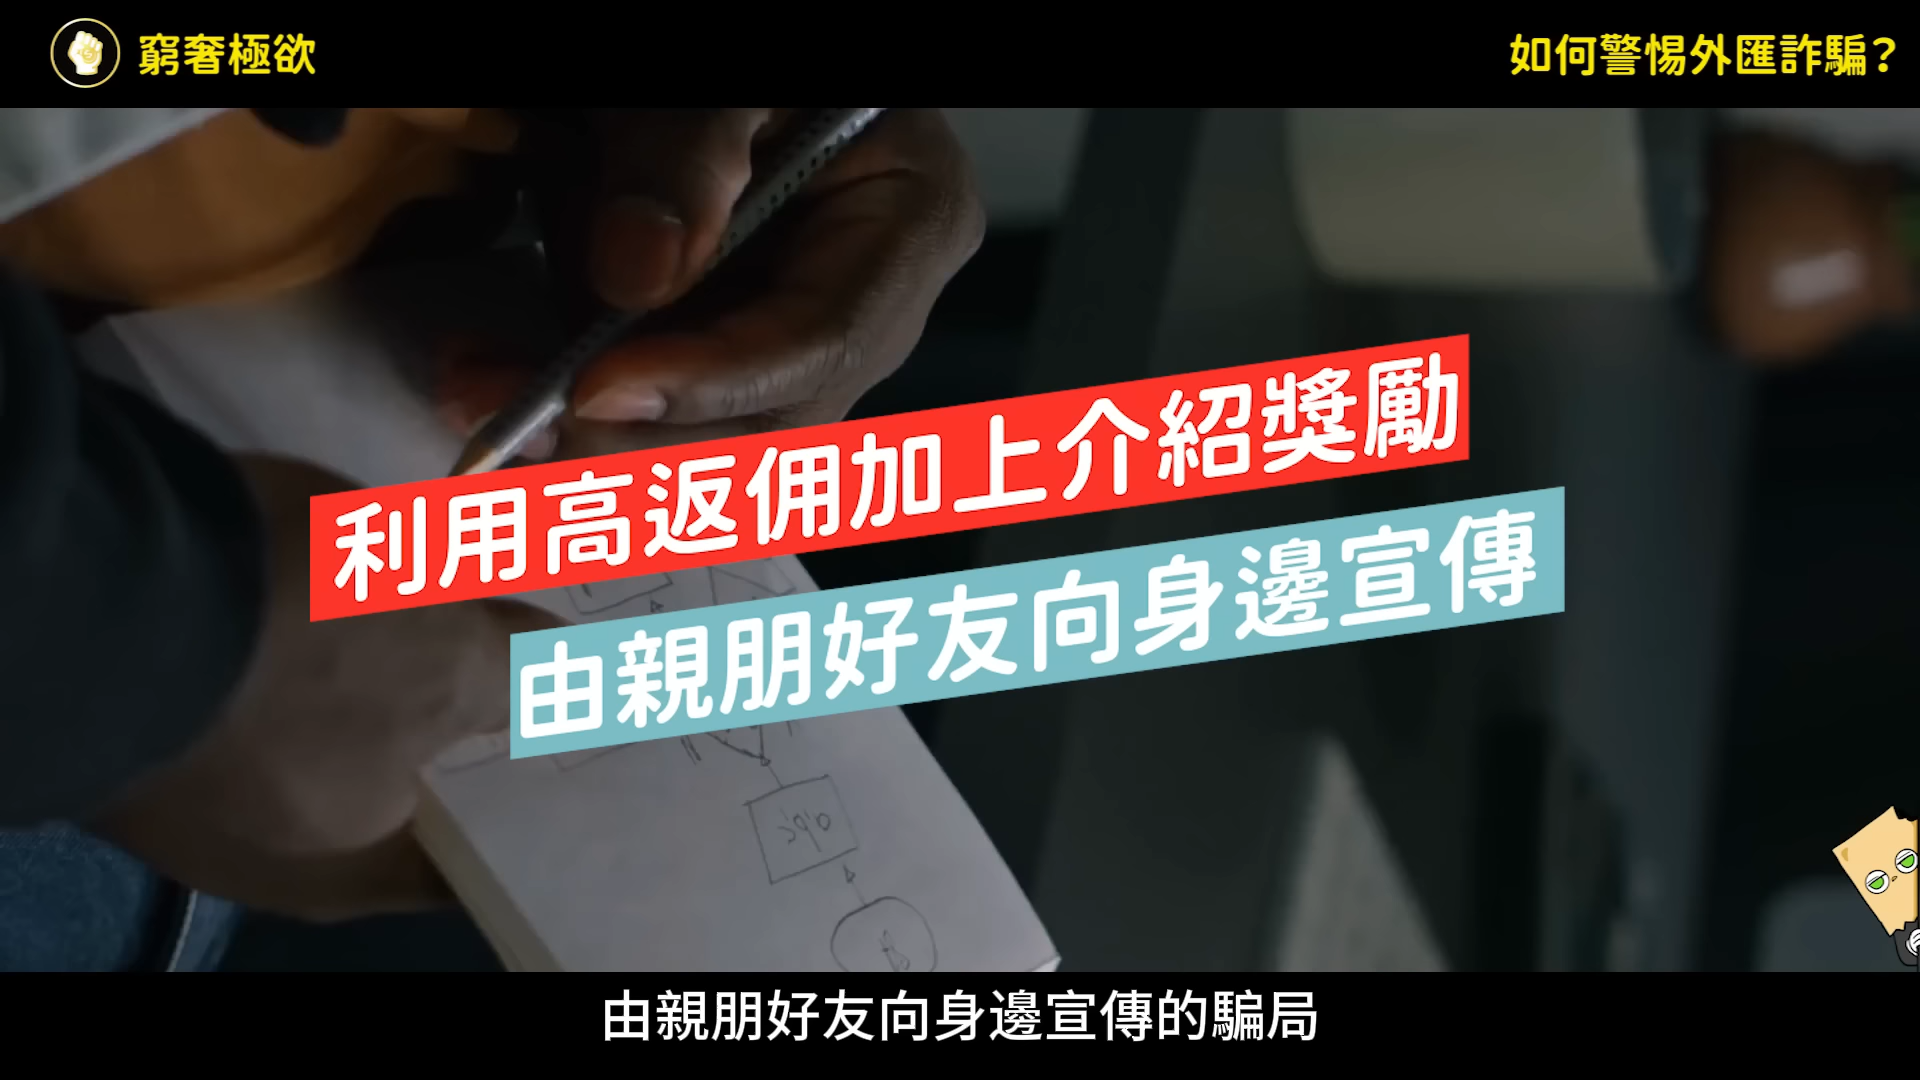 窮奢極欲
如何警惕外匯詐騙？
利用高返佣加上介紹獎勵
由親朋好友向身邊宣傳
由親朋好友向身邊宣傳的騙局